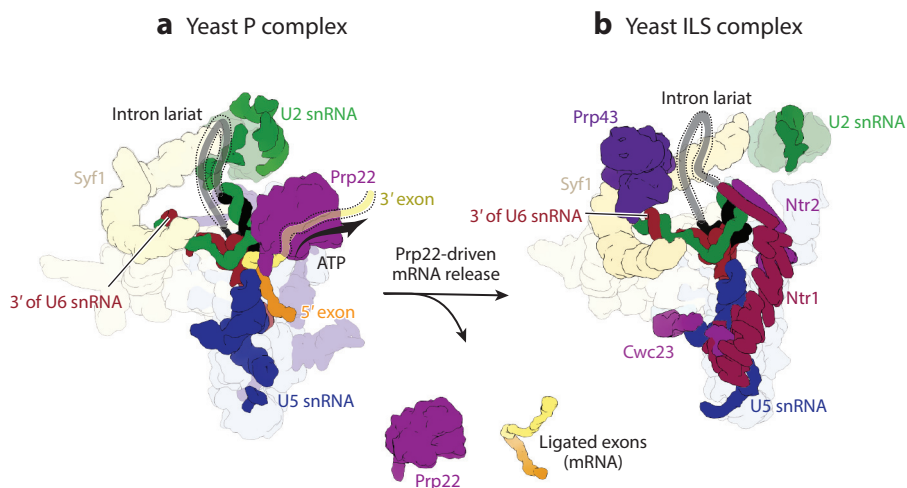 a Yeast P complex
Intron lariat
U2 snRNA
Syf1
Prp22
3′ exon
ATP
3′ of U6 snRNA
5′ exon
U5 snRNA
Prp22-driven
mRNA release
Prp22
Ligated exons
(mRNA)
b Yeast ILS complex
Intron lariat
Prp43
U2 snRNA
Syf1
3′ of U6 snRNA
Ntr2
Ntr1
Cwc23
U5 snRNA